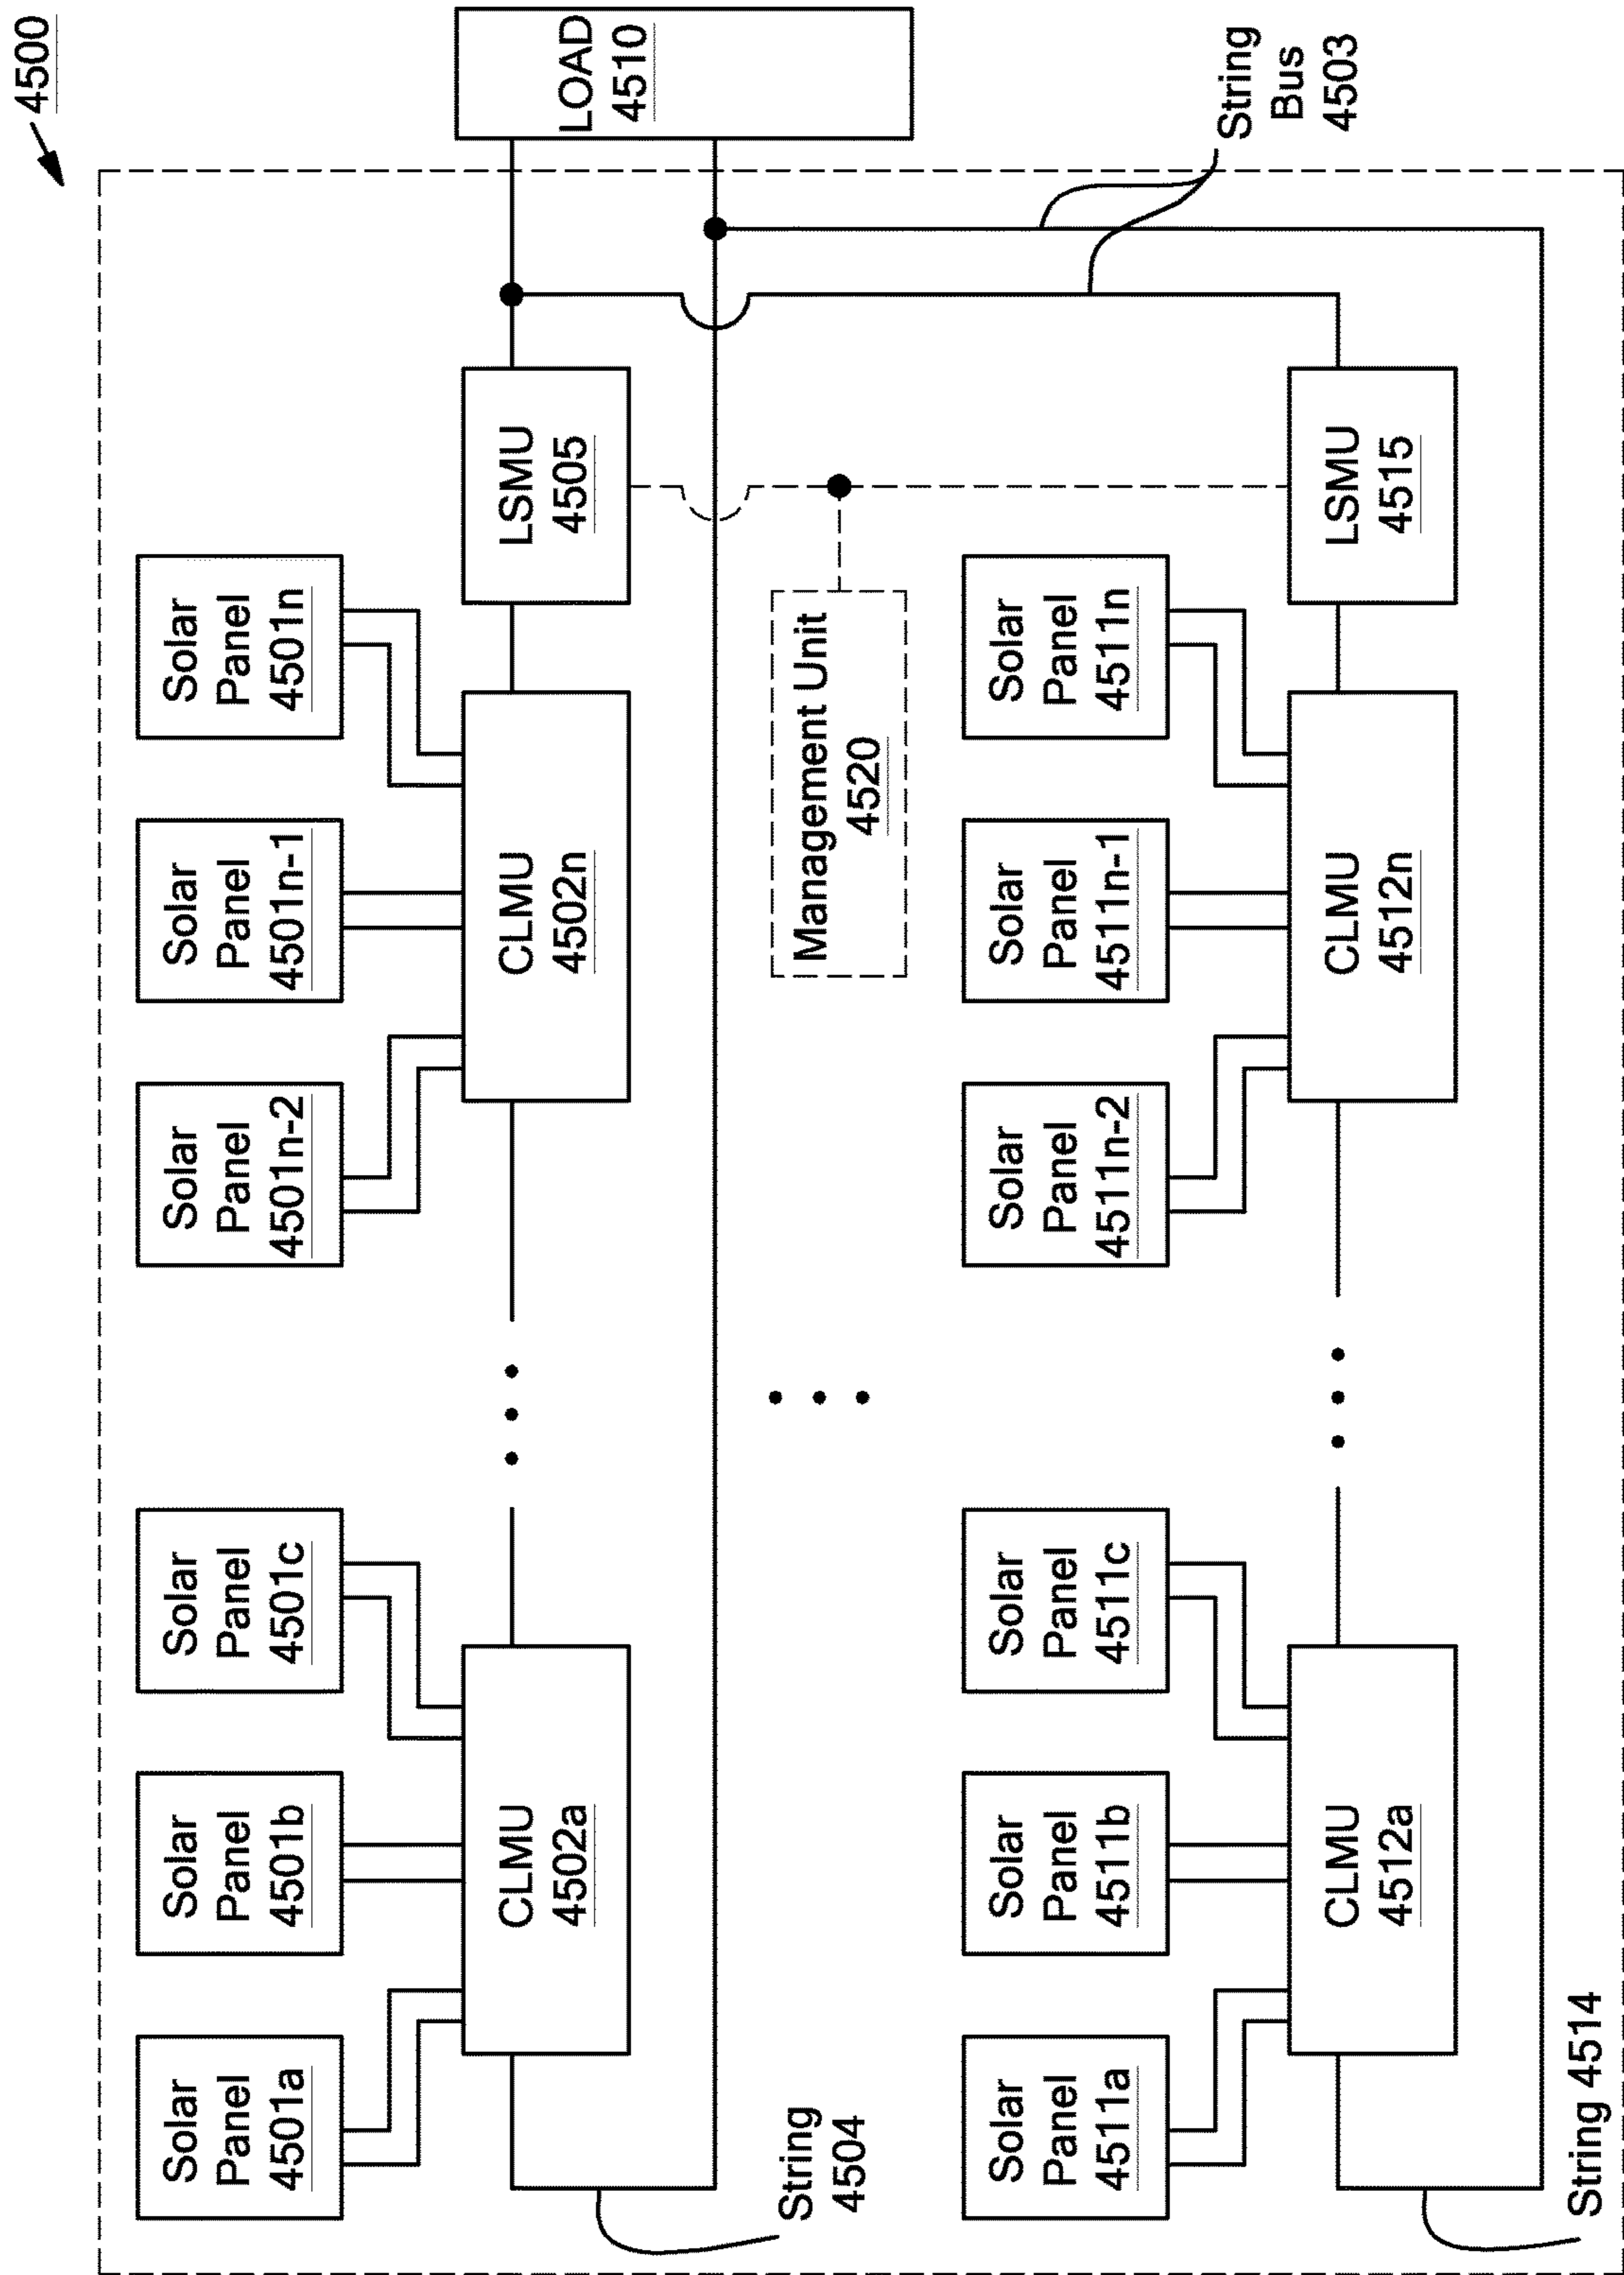 4500
Solar
Panel
4501a
Solar
Panel
4501b
Solar
Panel
4501c
Solar
Panel
4501n-2
Solar
Panel
4501n-1
Solar
Panel
4501n
CLMU
4502a
CLMU
4502n
LSMU
4505
LOAD
4510
String
4504
Management Unit
4520
String
Bus
4503
Solar
Panel
4511a
Solar
Panel
4511b
Solar
Panel
4511c
Solar
Panel
4511n-2
Solar
Panel
4511n-1
Solar
Panel
4511n
CLMU
4512a
CLMU
4512n
LSMU
4515
String 4514